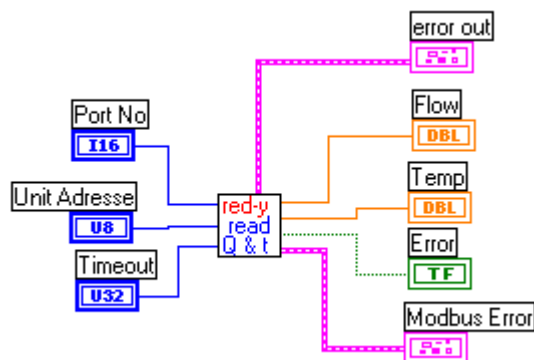 error out
Port No
I16
Flow
DBL
Unit Adresse
U8
red-y
read
Q & t
Temp
DBL
Timeout
U32
Error
TF
Modbus Error